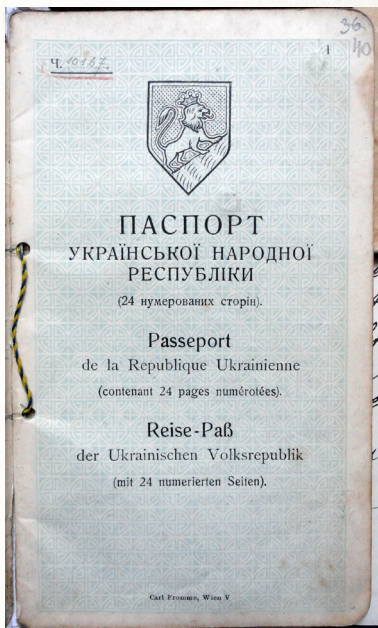 36
40
1
Ч. 10167.
ПАСПОРТ
УКРАЇНСЬКОЇ НАРОДНОЇ
РЕСПУБЛІКИ
(24 нумерованих сторін).
Passeport
de la Republique Ukrainienne
(contenant 24 pages numérotées).
Reise-Paß
der Ukrainischen Volksrepublik
(mit 24 numerierten Seiten).
Carl Fromme, Wien V